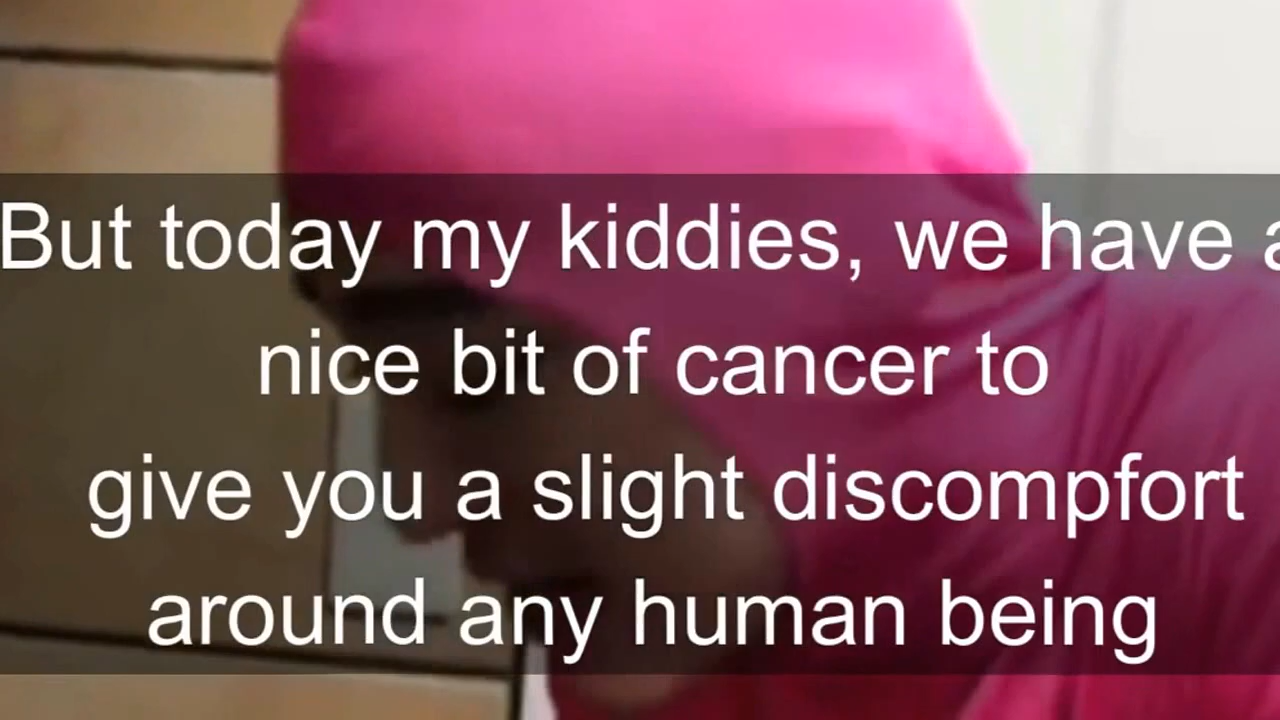 But today my kiddies, we have a
nice bit of cancer to
give you a slight discompfort
around any human being